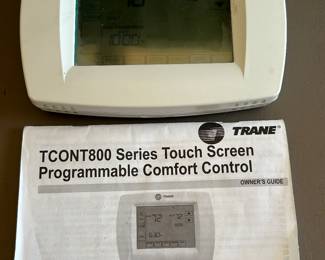 TRANE
TCONT800 Series Touch Screen
Programmable Comfort Control
OWNER'S GUIDE